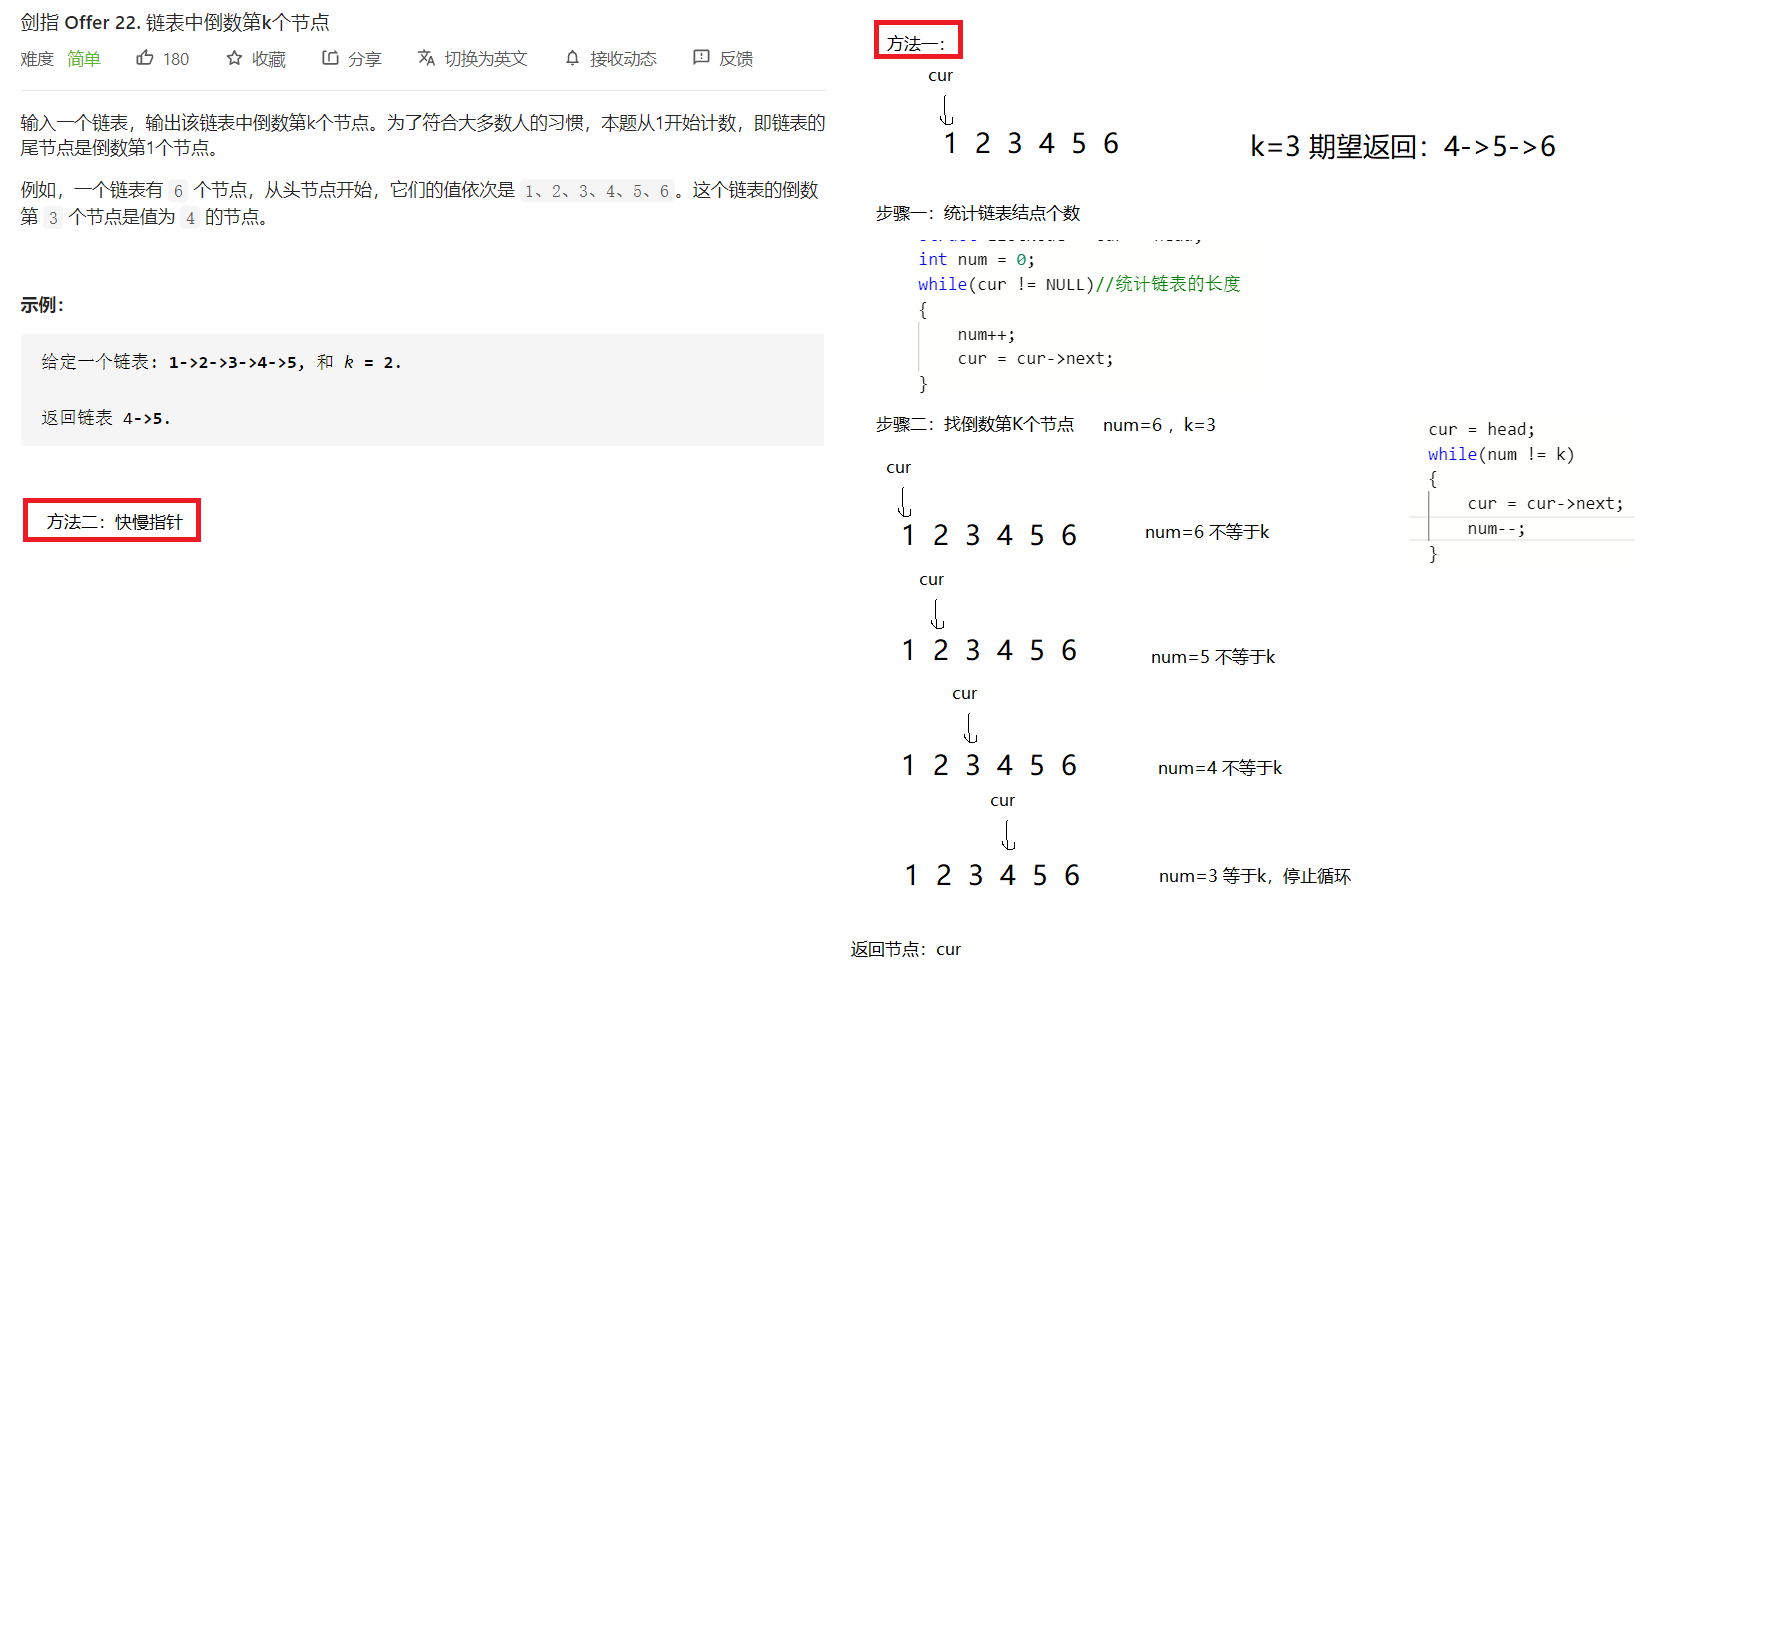 剑指 Offer 22. 链表中倒数第k个节点
难度 简单 180 收藏 分享 切换为英文 接收动态 反馈
输入一个链表，输出该链表中倒数第k个节点。为了符合大多数人的习惯，本题从1开始计数，即链表的
尾节点是倒数第1个节点。
例如，一个链表有 6 个节点，从头节点开始，它们的值依次是 1、2、3、4、5、6。这个链表的倒数
第 3 个节点是值为 4 的节点。
示例：
给定一个链表: 1->2->3->4->5, 和 k = 2.
返回链表 4->5.
方法二：快慢指针
方法一：
cur
1 2 3 4 5 6
k=3 期望返回：4->5->6
步骤一：统计链表结点个数
int num = 0;
while(cur != NULL)//统计链表的长度
{
num++;
cur = cur->next;
}
步骤二：找倒数第K个节点 num=6 ，k=3
cur = head;
while(num != k)
{
cur = cur->next;
num--;
}
cur
1 2 3 4 5 6
num=6 不等于k
cur
1 2 3 4 5 6
num=5 不等于k
cur
1 2 3 4 5 6
num=4 不等于k
cur
1 2 3 4 5 6
num=3 等于k，停止循环
返回节点：cur